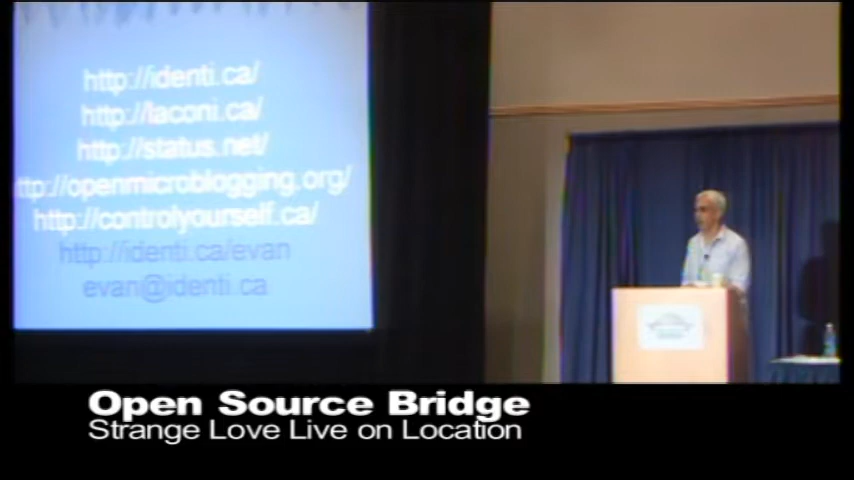 http://identi.ca/
http://laconi.ca/
http://status.net/
ttp://openmicroblogging.org/
http://controlyourself.ca/
http://identi.ca/evan
evan@identi.ca
Open Source Bridge
Strange Love Live on Location